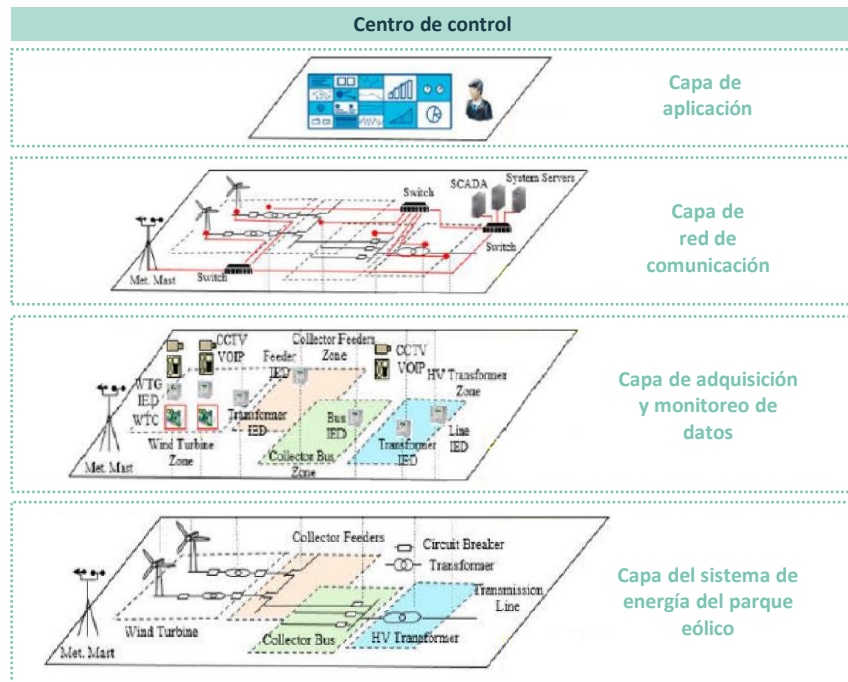 Centro de control
Capa de
aplicación
SCADA
System Servers
Switch
Switch
Met. Mast
Switch
Capa de
red de
comunicación
CCTV
VOIP
Collector Feeders
Zone
Feeder
IED
CCTV
VOIP
HV Transformer
Zone
WTG
IED
WTC
Transformer
IED
Bus
IED
Transformer
IED
Line
IED
Wind Turbine
Zone
Collector Bus
Zone
Met. Mast
Capa de adquisición
y monitoreo de
datos
Collector Feeders
Circuit Breaker
Transformer
Transmission
Line
Wind Turbine
Collector Bus
HV Transformer
Met. Mast
Capa del sistema de
energía del parque
eólico